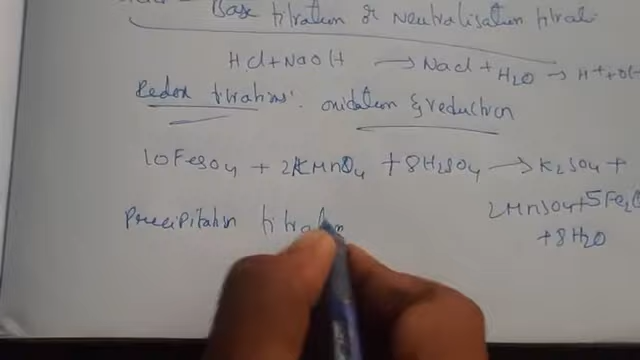 Base titration or Neutralisation titrati
HCl + NaOH → NaCl + H2O → H+ + OH-
Redox titrations: oxidation & reduction
10FeSO4 + 2KMnO4 + 8H2SO4 → K2SO4 +
2MnSO4 + 5Fe2(
+ 8H2O
Precipitation titration